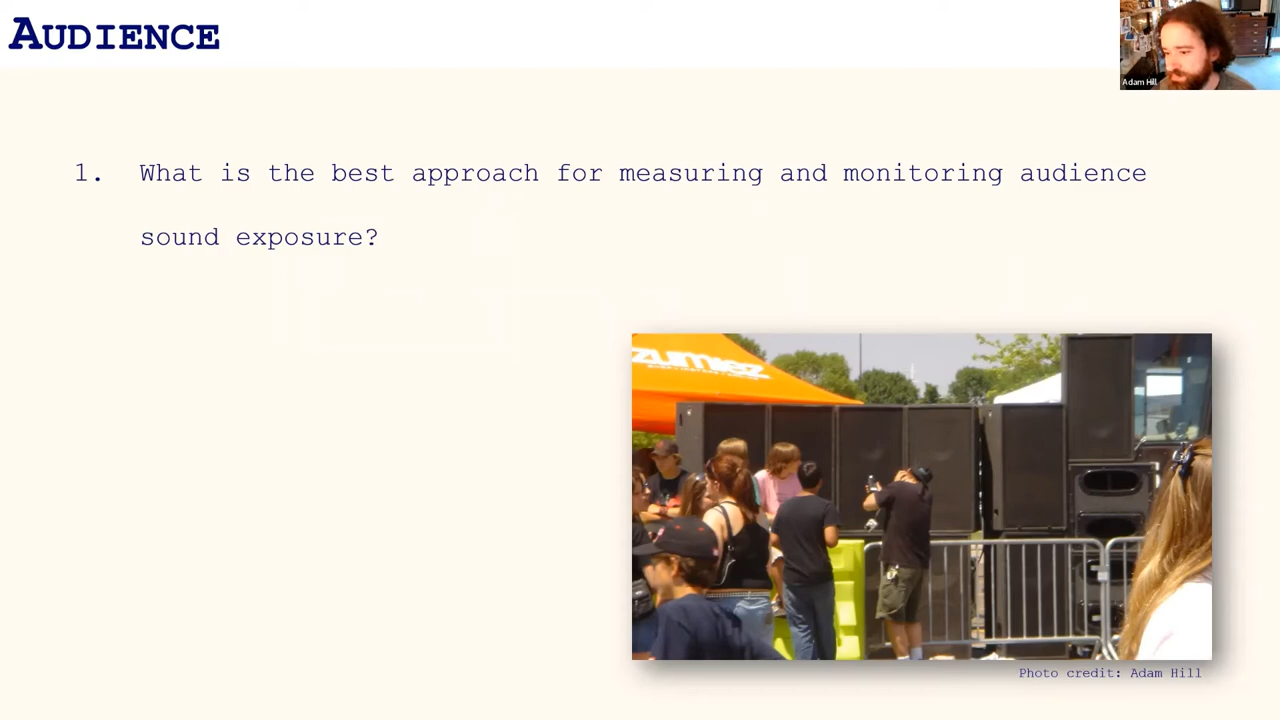 AUDIENCE
Adam Hill
1. What is the best approach for measuring and monitoring audience
sound exposure?
zumiez
Photo credit: Adam Hill